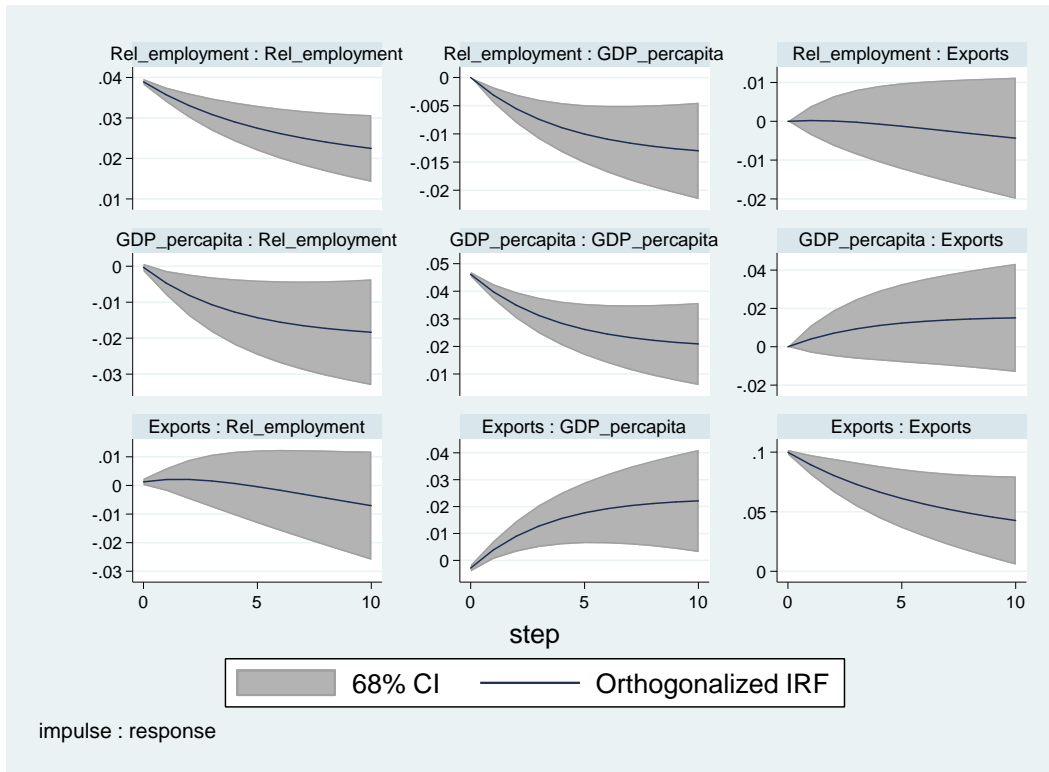 Rel_employment : Rel_employment
Rel_employment : GDP_percapita
Rel_employment : Exports
.04
.03
.02
.01
0
-.005
-.01
-.015
-.02
.01
0
-.01
-.02
GDP_percapita : Rel_employment
GDP_percapita : GDP_percapita
GDP_percapita : Exports
0
-.01
-.02
-.03
.05
.04
.03
.02
.01
.04
.02
0
-.02
Exports : Rel_employment
Exports : GDP_percapita
Exports : Exports
.01
0
-.01
-.02
-.03
.04
.03
.02
.01
0
.1
.05
0
0 5 10
0 5 10
0 5 10
step
68% CI
Orthogonalized IRF
impulse : response